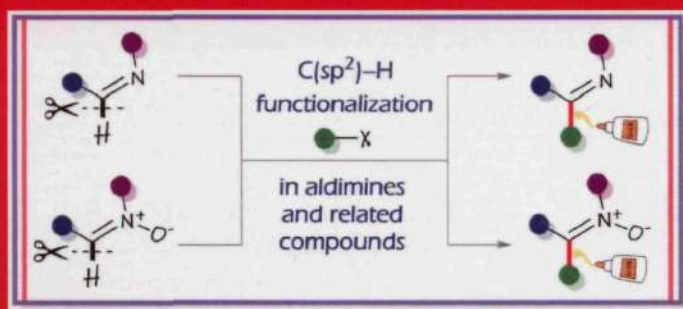 N
H
N⁺
O⁻
H
C(sp²)–H
functionalization
X
in aldimines
and related
compounds
N
N⁺
O⁻